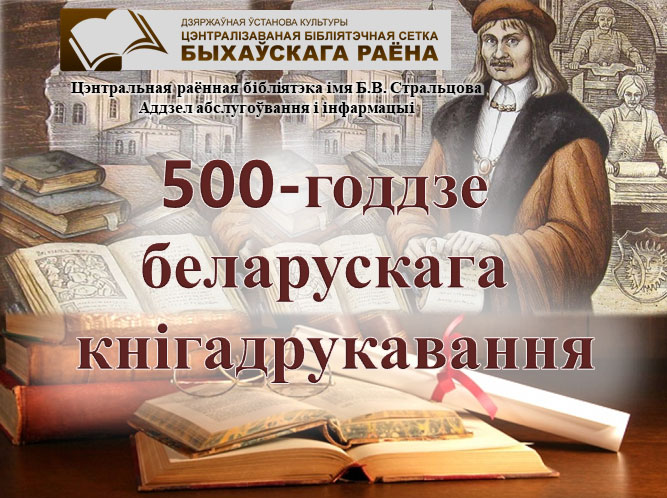 ДЗЯРЖАЎНАЯ ЎСТАНОВА КУЛЬТУРЫ
ЦЭНТРАЛІЗАВАНАЯ БІБЛІЯТЭЧНАЯ СЕТКА
БЫХАЎСКАГА РАЁНА
Цэнтральная раённая бібліятэка імя Б.В. Стральцова
Аддзел абслугоўвання і інфармацыі
500-годдзе
беларускага
кнігадрукавання